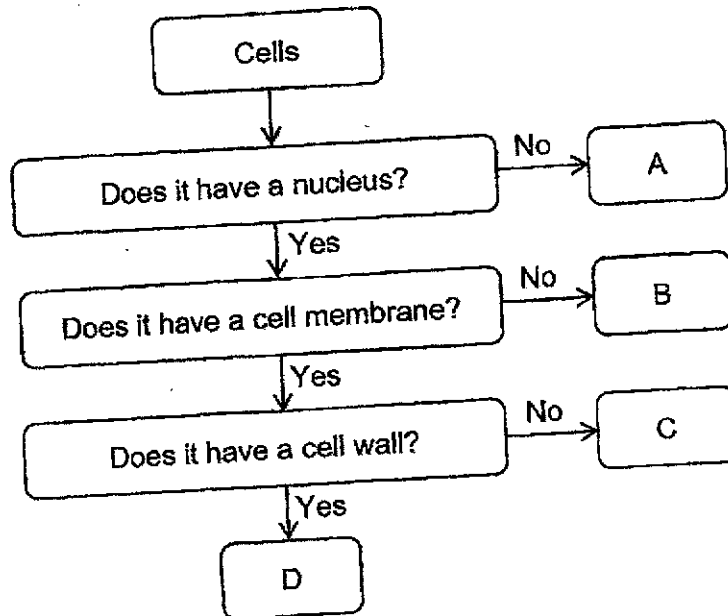 Cells
Does it have a nucleus?
No
A
Yes
Does it have a cell membrane?
No
B
Yes
Does it have a cell wall?
No
C
Yes
D